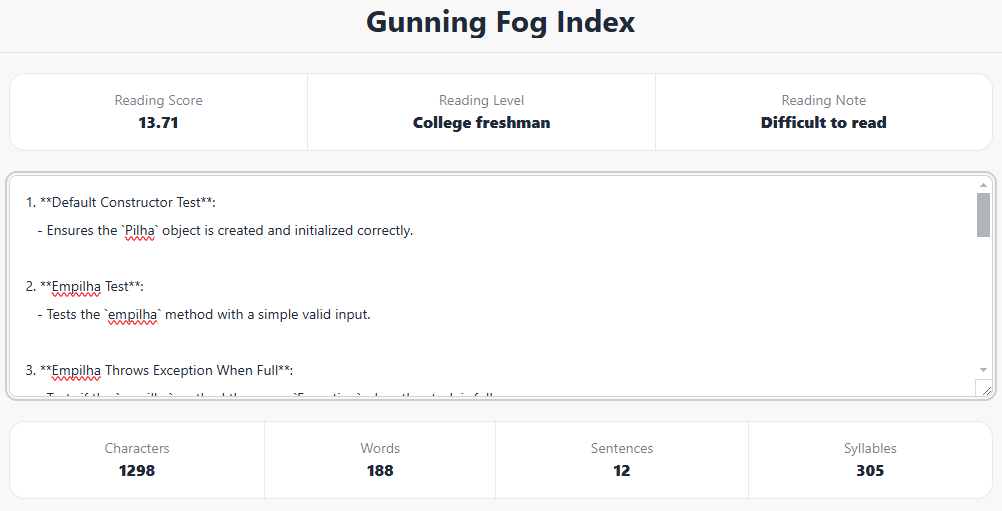 Gunning Fog Index
Reading Score
13.71
Reading Level
College freshman
Reading Note
Difficult to read
1. **Default Constructor Test**:
- Ensures the `Pilha` object is created and initialized correctly.
2. **Empilha Test**:
- Tests the `empilha` method with a simple valid input.
3. **Empilha Throws Exception When Full**:
Characters
1298
Words
188
Sentences
12
Syllables
305